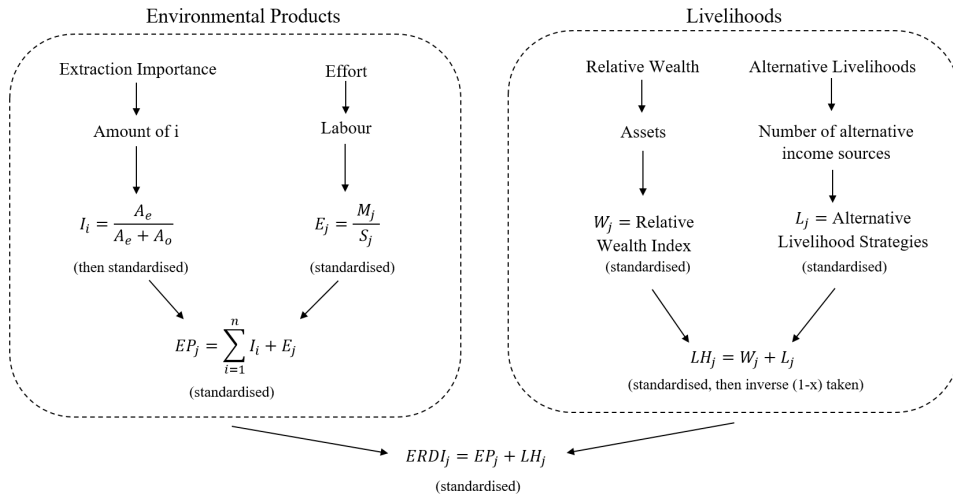 Environmental Products
Extraction Importance
Effort
Amount of i
Labour
I_i = A_e / (A_e + A_o)
(then standardised)
E_j = M_j / S_j
(standardised)
EP_j = ∑_{i=1}^{n} I_i + E_j
(standardised)
Livelihoods
Relative Wealth
Alternative Livelihoods
Assets
Number of alternative
income sources
W_j = Relative
Wealth Index
(standardised)
L_j = Alternative
Livelihood Strategies
(standardised)
LH_j = W_j + L_j
(standardised, then inverse (1-x) taken)
ERDI_j = EP_j + LH_j
(standardised)